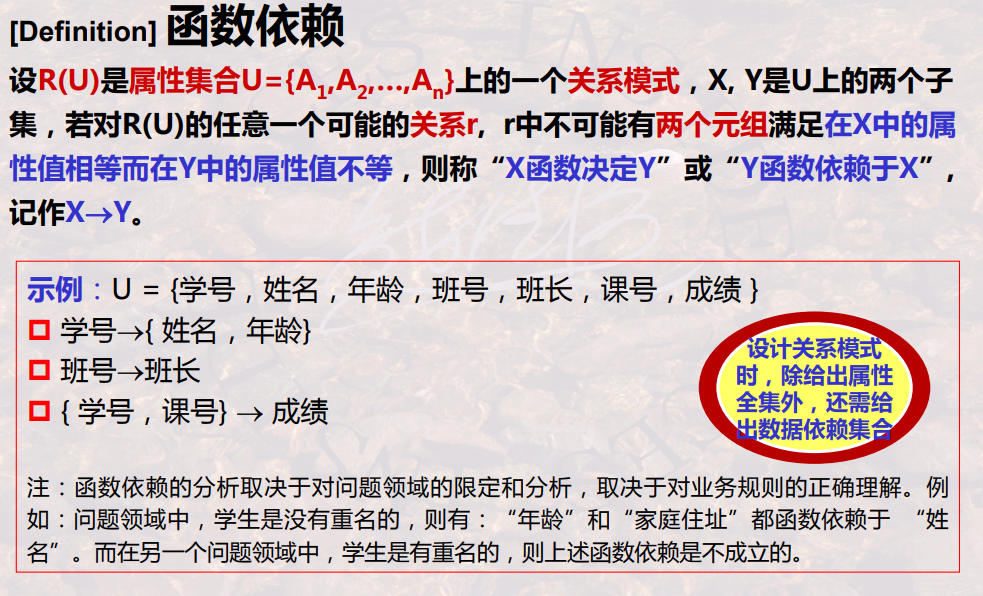 [Definition] 函数依赖
设R(U)是属性集合U={A1,A2,…,An}上的一个关系模式，X, Y是U上的两个子
集，若对R(U)的任意一个可能的关系r, r中不可能有两个元组满足在X中的属
性值相等而在Y中的属性值不等，则称“X函数决定Y”或“Y函数依赖于X”,
记作X→Y。
示例：U = {学号，姓名，年龄，班号，班长，课号，成绩 }
学号→{ 姓名，年龄}
班号→班长
{ 学号，课号} → 成绩
设计关系模式
时，除给出属性
全集外，还需给
出数据依赖集合
注：函数依赖的分析取决于对问题领域的限定和分析，取决于对业务规则的正确理解。例
如：问题领域中，学生是没有重名的，则有：“年龄”和“家庭住址”都函数依赖于 “姓
名”。而在另一个问题领域中，学生是有重名的，则上述函数依赖是不成立的。